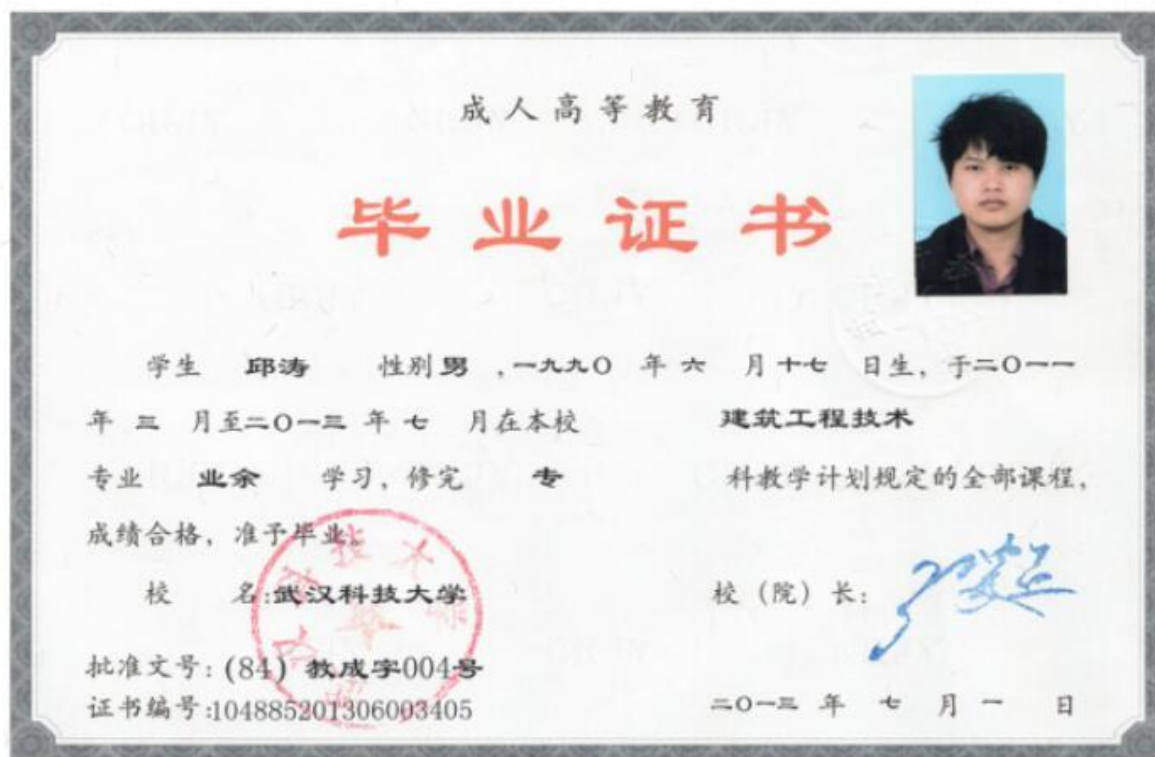 成人高等教育
毕业证书
学生 邱涛 性别 男 ,一九九〇 年 六 月 十七 日生, 于二〇一一
年 三 月至二〇一三 年 七 月在本校 建筑工程技术
专业 业余 学习, 修完 专 科教学计划规定的全部课程,
成绩合格, 准予毕业。
校 名:武汉科技大学 校(院)长:
批准文号: (84) 教成字004号
证书编号:104885201306003405 二〇一三 年 七 月 一 日